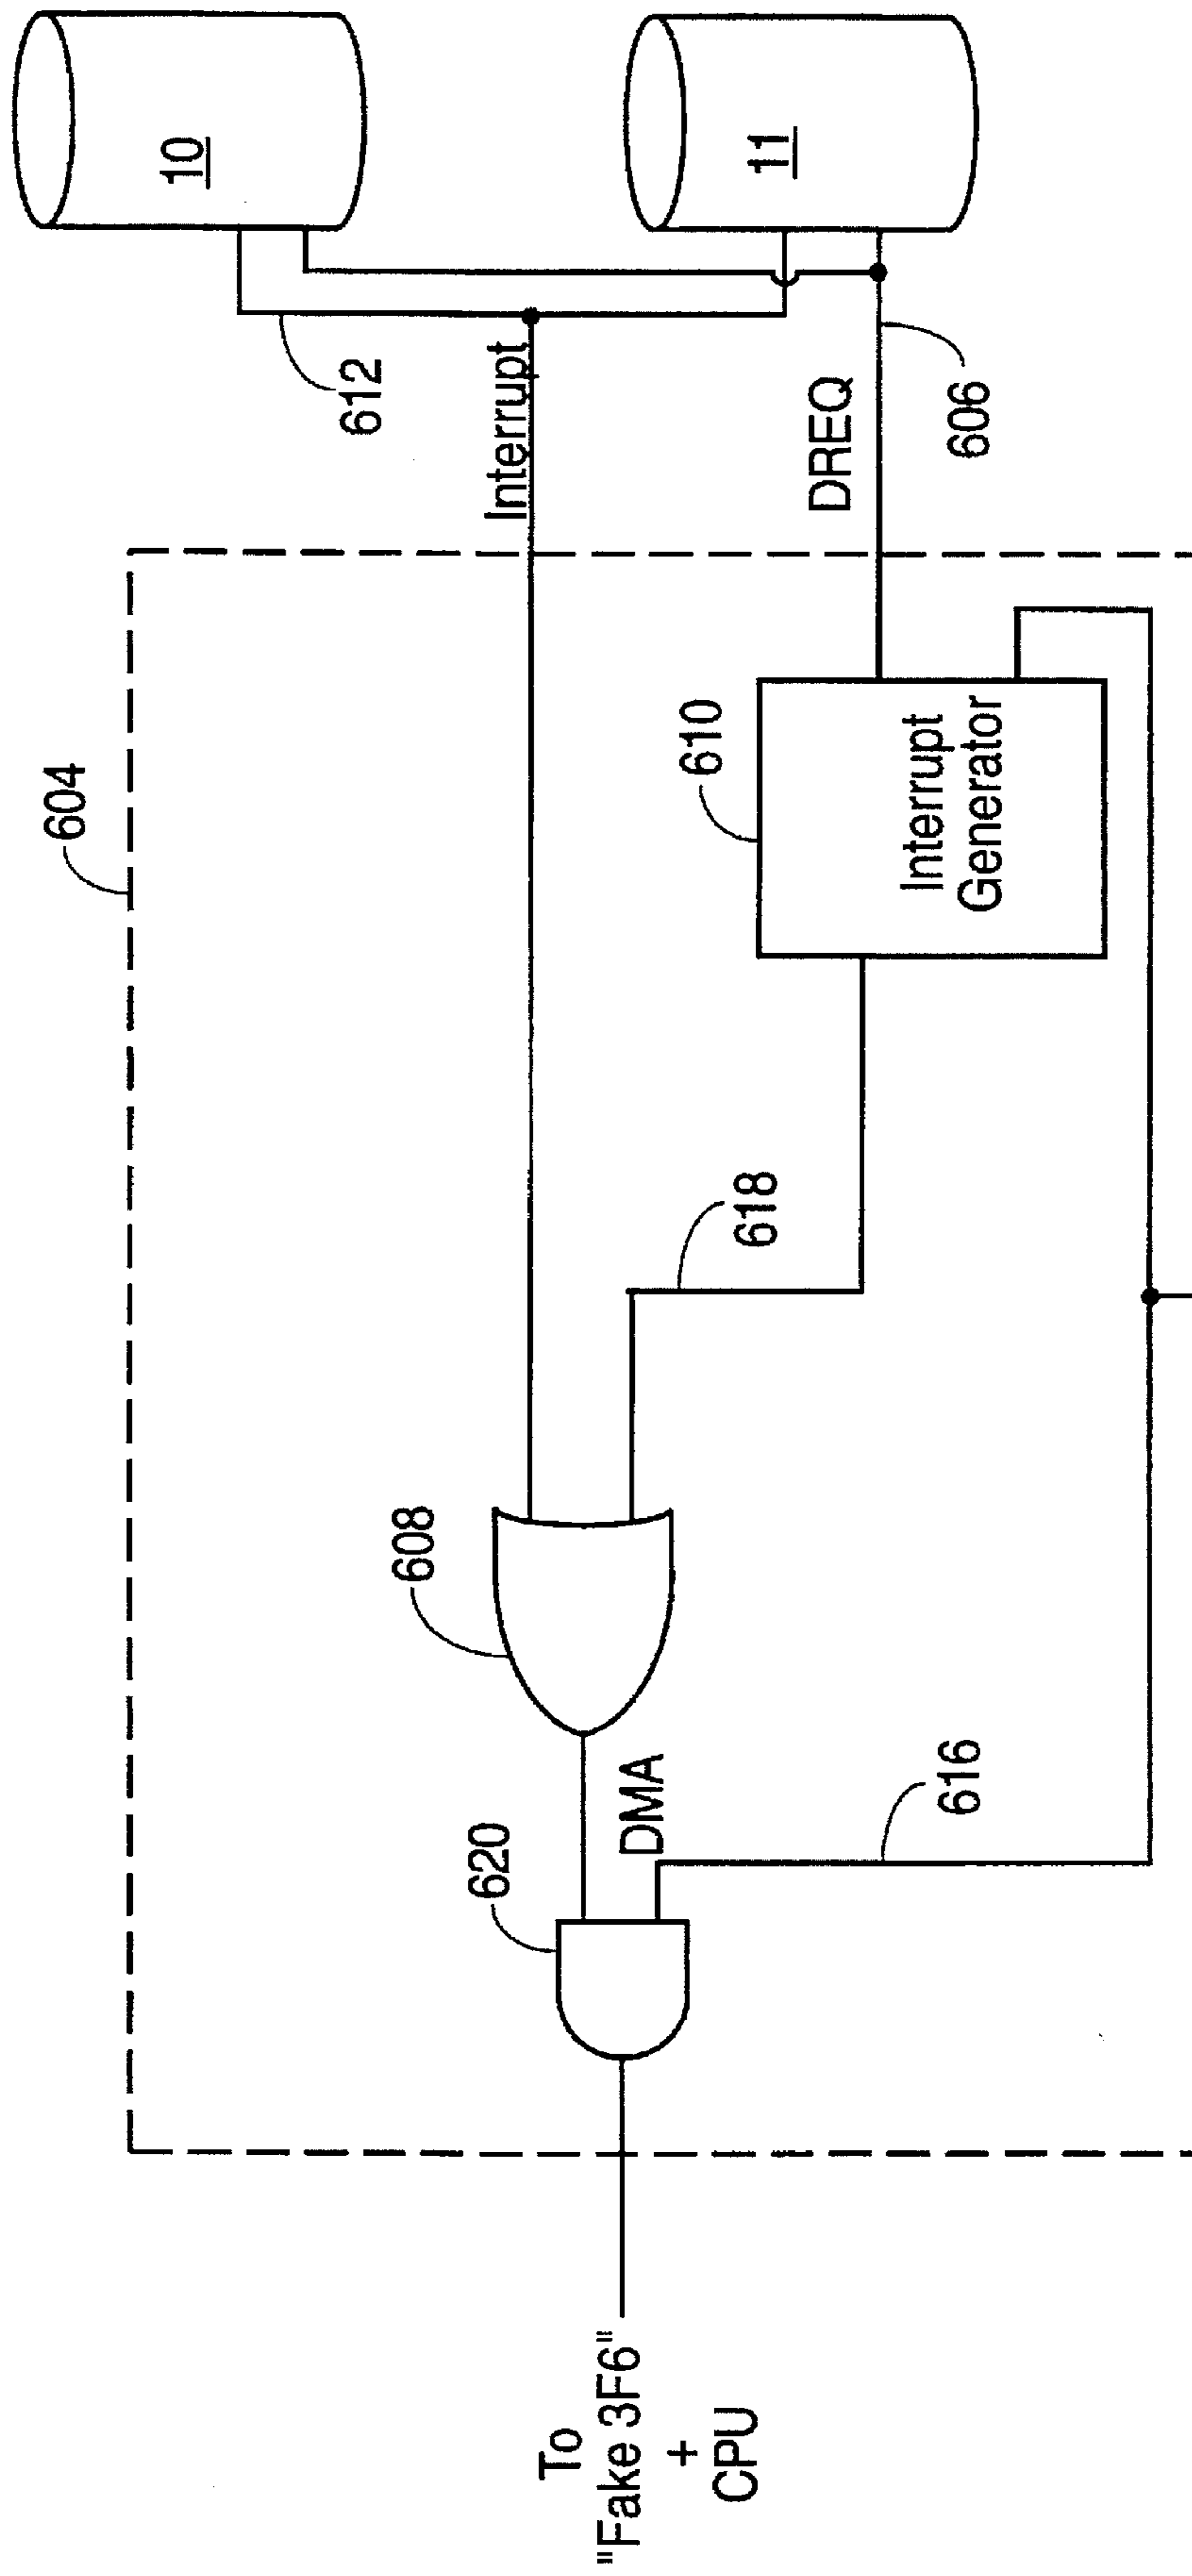 604
10
612
Interrupt
11
DREQ
606
610
Interrupt
Generator
618
608
DMA
620
616
To
"Fake 3F6"
+
CPU